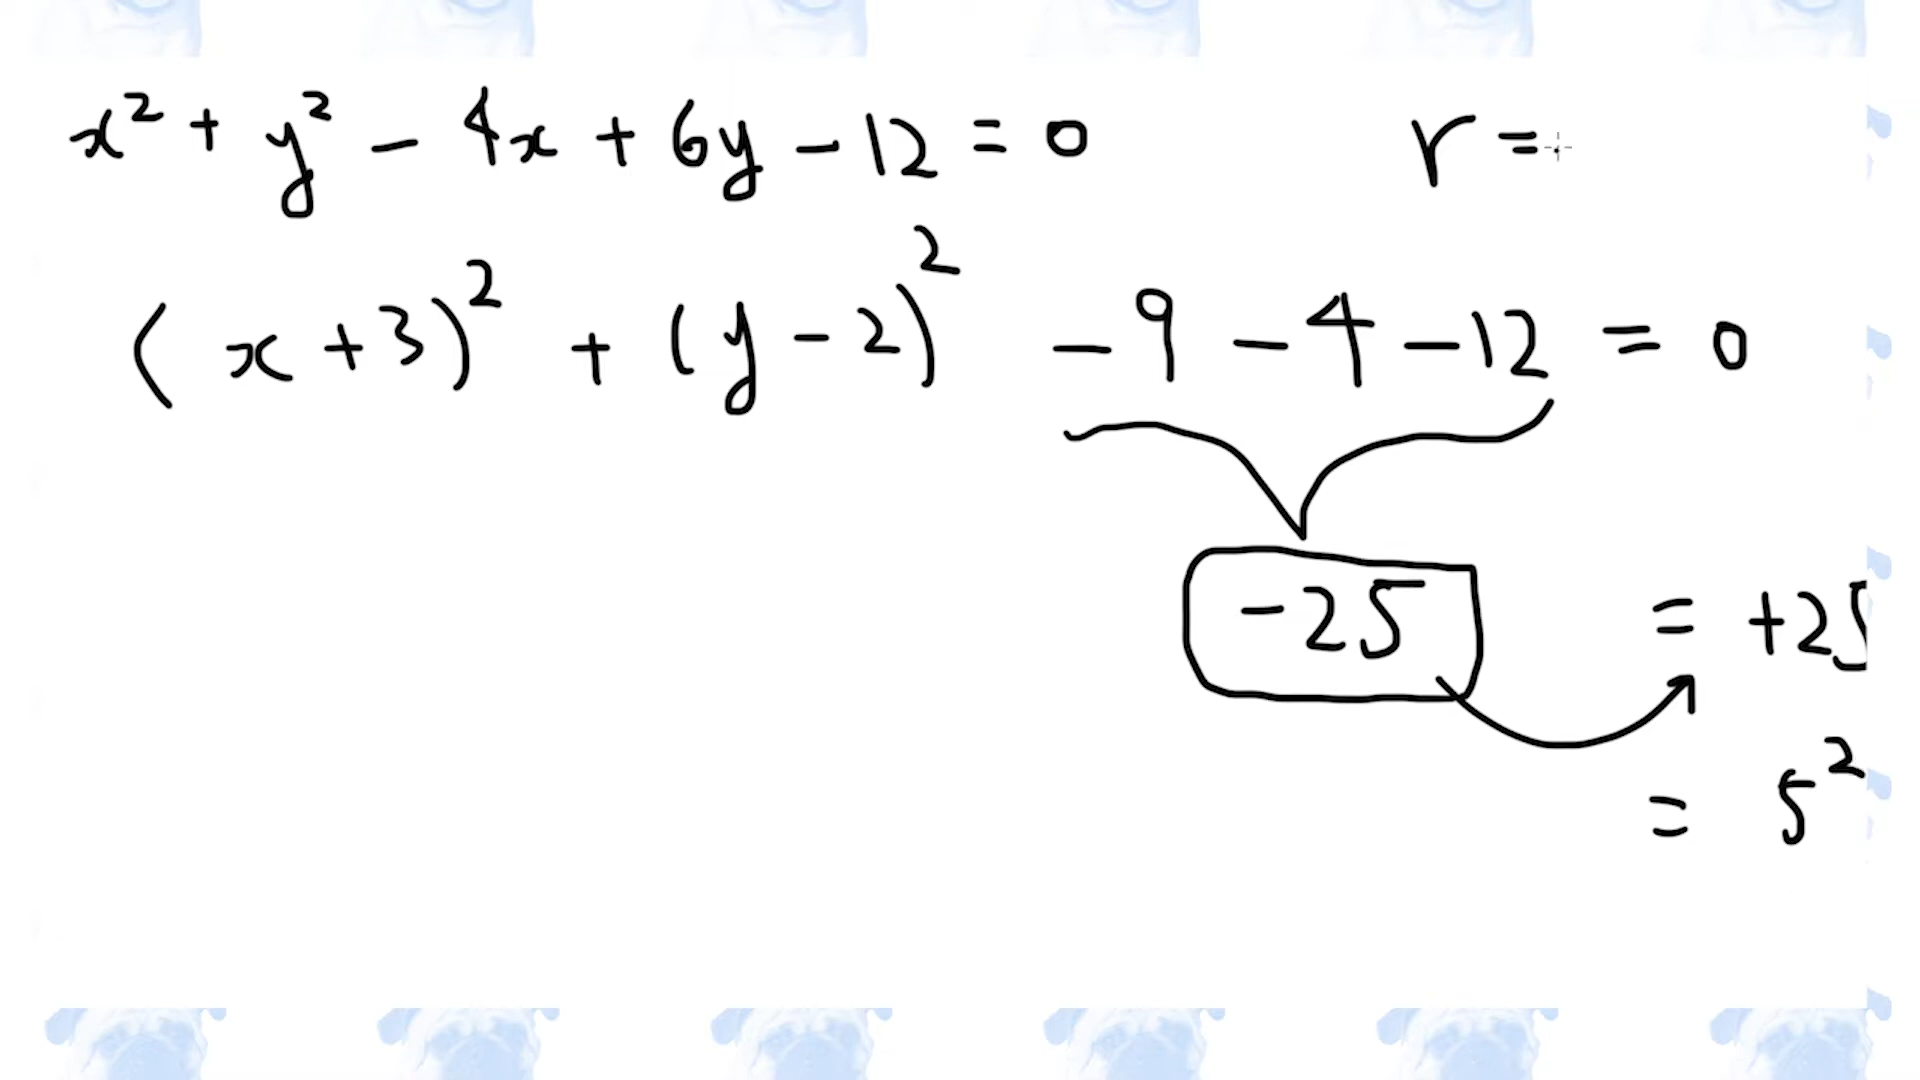 x² + y² - 4x + 6y - 12 = 0
r =
(x + 3)² + (y - 2)² - 9 - 4 - 12 = 0
-25 = +25
= 5²